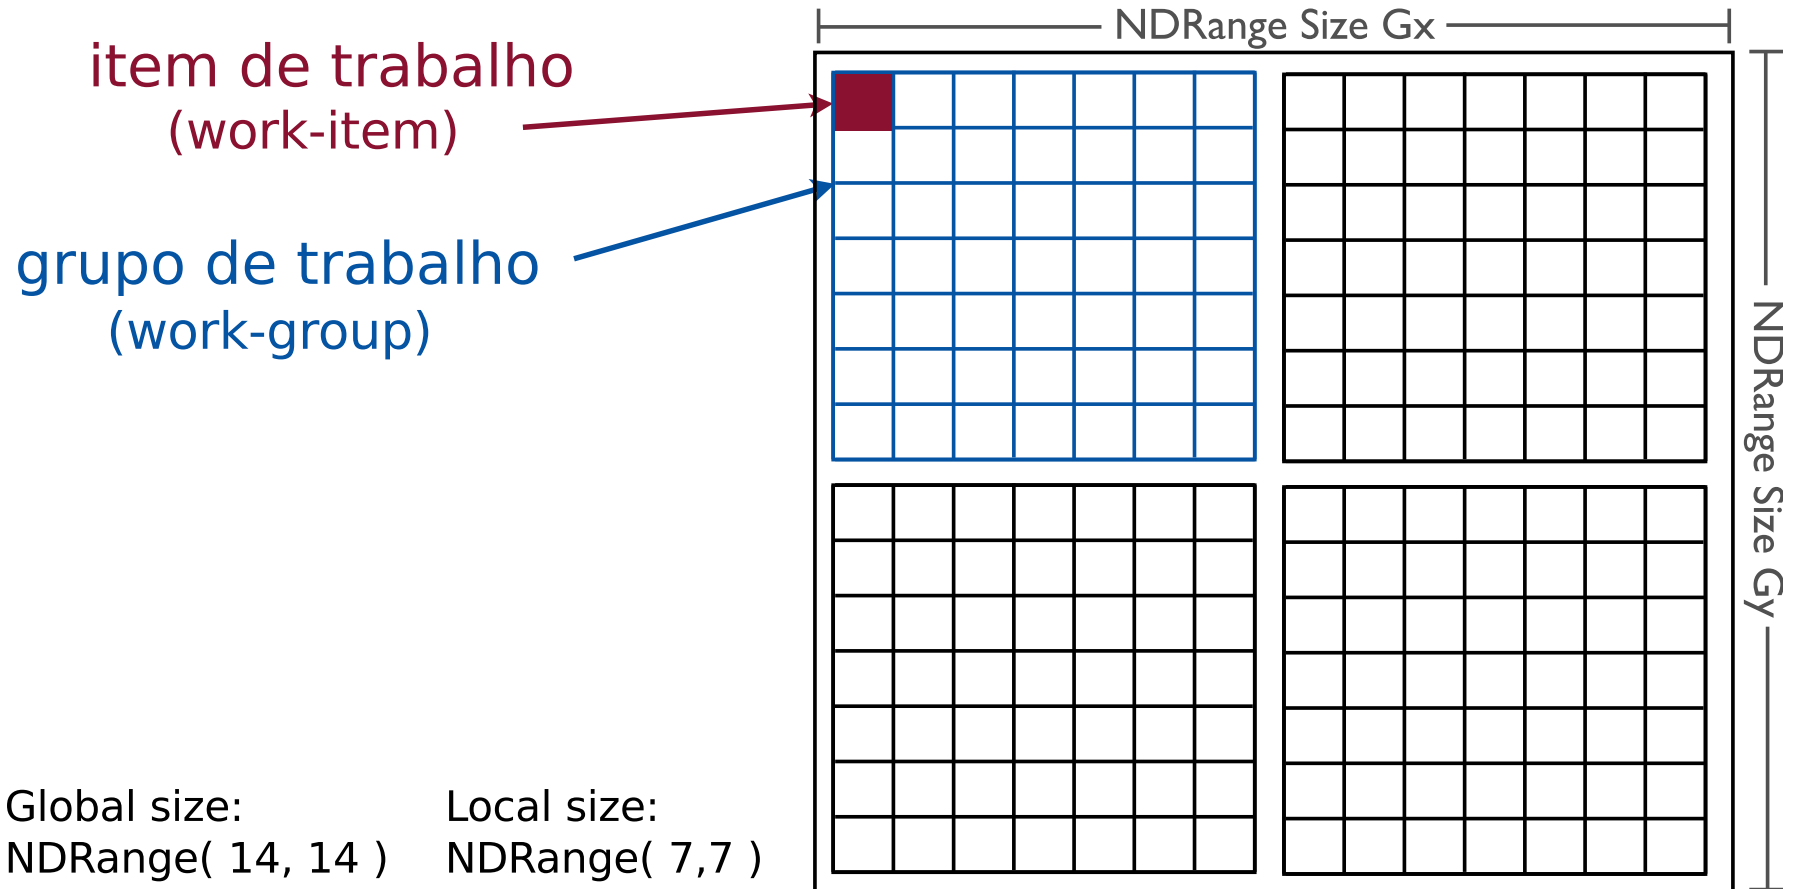 NDRange Size Gx
item de trabalho
(work-item)
grupo de trabalho
(work-group)
NDRange Size Gy
Global size:
NDRange( 14, 14 )
Local size:
NDRange( 7,7 )